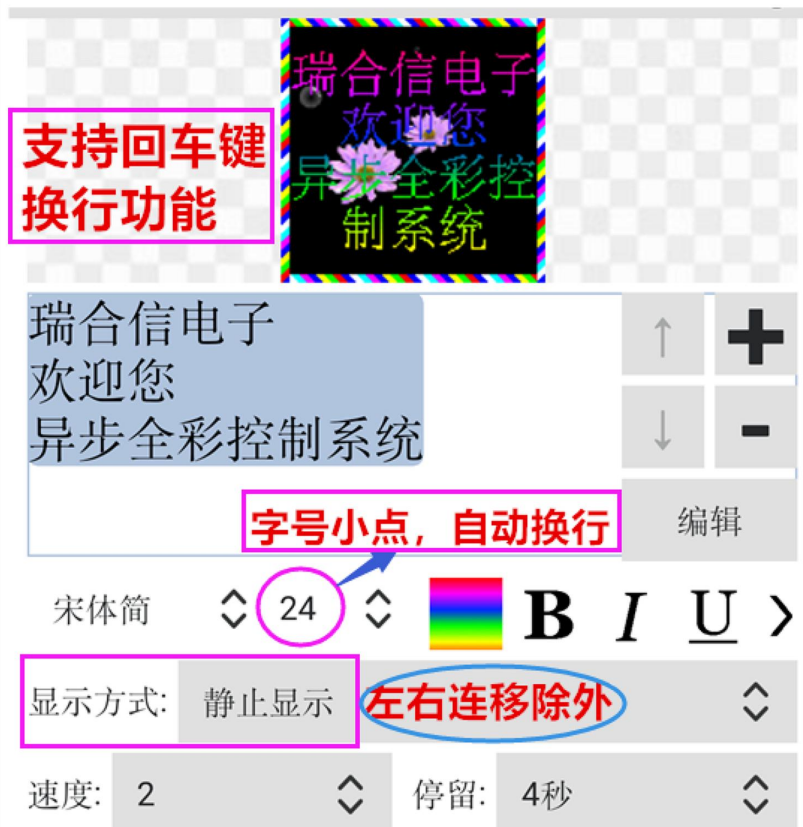 瑞合信电子
欢迎您
异步全彩控
制系统
支持回车键
换行功能
瑞合信电子
欢迎您
异步全彩控制系统
字号小点，自动换行
编辑
宋体简 24 B I U
显示方式: 静止显示 左右连移除外
速度: 2 停留: 4秒